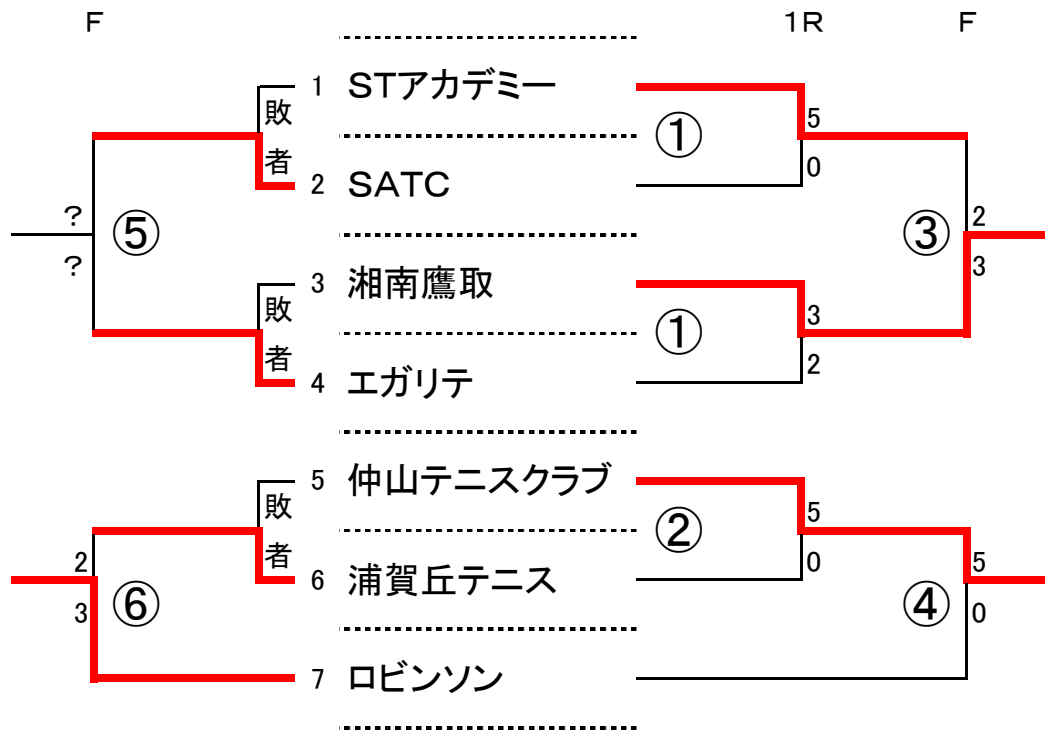 F 1R F
1 STアカデミー
敗者
① 5
0
2 SATC
? ⑤ ③ 2
? 3
3 湘南鷹取
敗者
① 3
2
4 エガリテ
5 仲山テニスクラブ
敗者
② 5
0
2 6 浦賀丘テニス 5
3 ⑥ ④ 0
7 ロビンソン